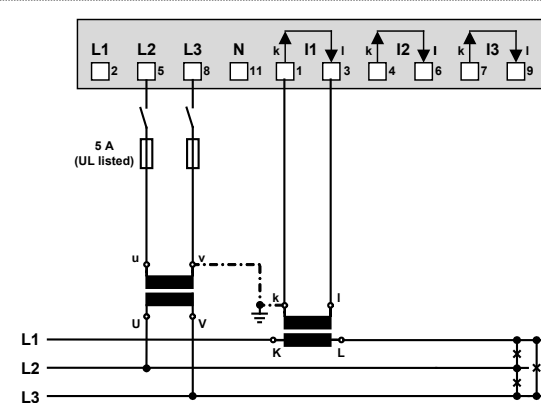 L1 L2 L3 N k I1 l k I2 l k I3 l
2 5 8 11 1 3 4 6 7 9
5 A
(UL listed)
u v
k l
U V
L1
K L
L2
L3